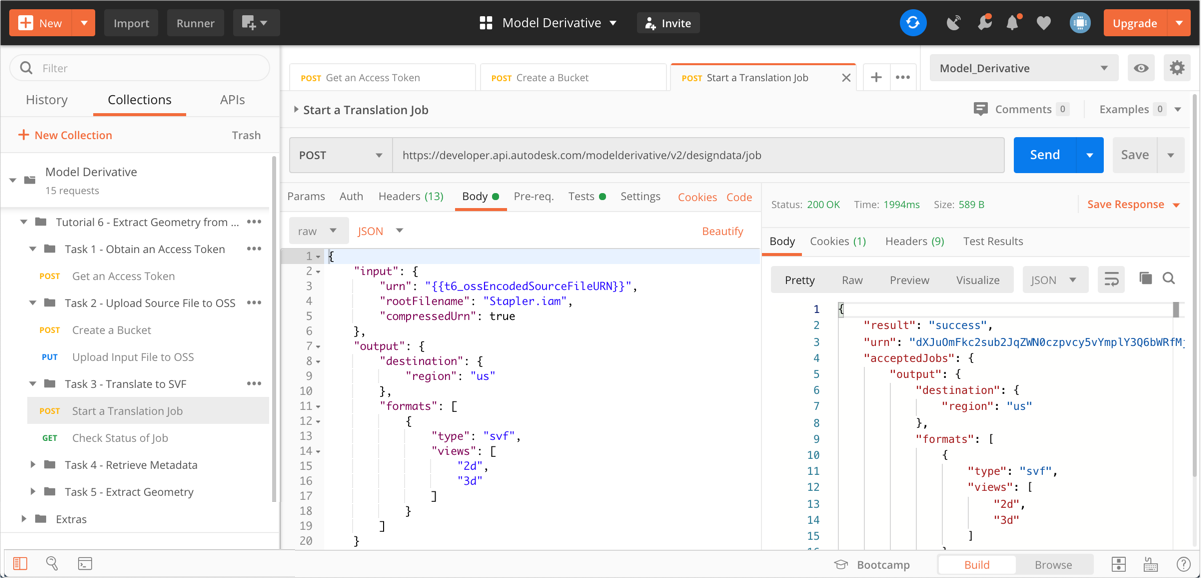 New Import Runner Model Derivative Invite Upgrade
Filter
History Collections APIs
+ New Collection Trash
Model Derivative
15 requests
Tutorial 6 - Extract Geometry from ...
Task 1 - Obtain an Access Token
POST Get an Access Token
Task 2 - Upload Source File to OSS
POST Create a Bucket
PUT Upload Input File to OSS
Task 3 - Translate to SVF
POST Start a Translation Job
GET Check Status of Job
Task 4 - Retrieve Metadata
Task 5 - Extract Geometry
Extras
POST Get an Access Token POST Create a Bucket POST Start a Translation Job Model_Derivative
Start a Translation Job Comments 0 Examples 0
POST https://developer.api.autodesk.com/modelderivative/v2/designdata/job Send Save
Params Auth Headers (13) Body Pre-req. Tests Settings Cookies Code
raw JSON Beautify
1 {
2 "input": {
3 "urn": "{{t6_ossEncodedSourceFileURN}}",
4 "rootFilename": "Stapler.iam",
5 "compressedUrn": true
6 },
7 "output": {
8 "destination": {
9 "region": "us"
10 },
11 "formats": [
12 {
13 "type": "svf",
14 "views": [
15 "2d",
16 "3d"
17 ]
18 }
19 ]
20 }
Status: 200 OK Time: 1994ms Size: 589 B Save Response
Body Cookies (1) Headers (9) Test Results
Pretty Raw Preview Visualize JSON
1 {
2 "result": "success",
3 "urn": "dXJuOmFkc2sub2JqZWN0czpvcy5vYmplY3Q6bWRfMj
4 "acceptedJobs": {
5 "output": {
6 "destination": {
7 "region": "us"
8 },
9 "formats": [
10 {
11 "type": "svf",
12 "views": [
13 "2d",
14 "3d"
15 ]
Bootcamp Build Browse